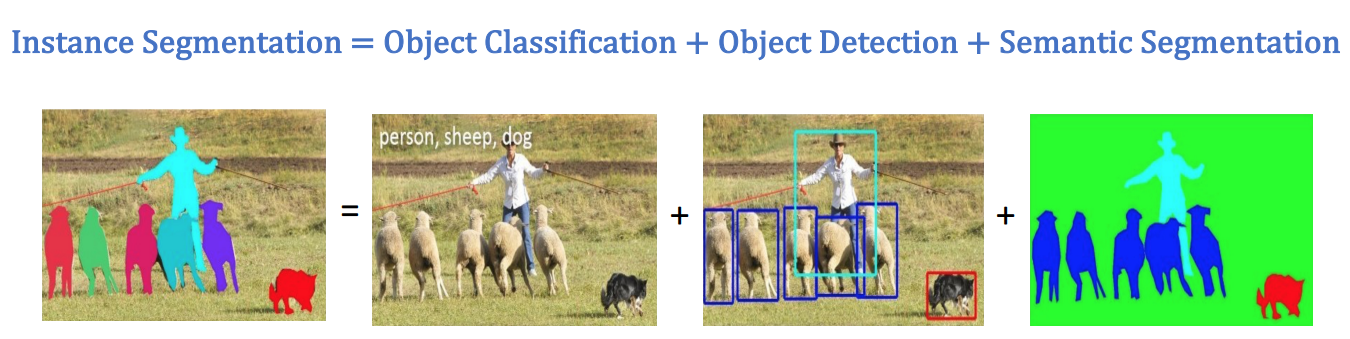 Instance Segmentation = Object Classification + Object Detection + Semantic Segmentation
person, sheep, dog
= + +